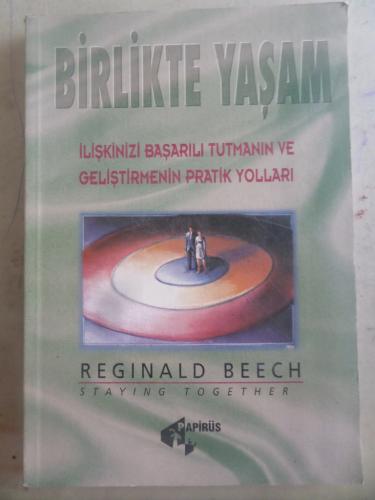 BİRLİKTE YAŞAM
İLİŞKİNİZİ BAŞARILI TUTMANIN VE
GELİŞTİRMENİN PRATİK YOLLARI
REGINALD BEECH
STAYING TOGETHER
PAPİRÜS